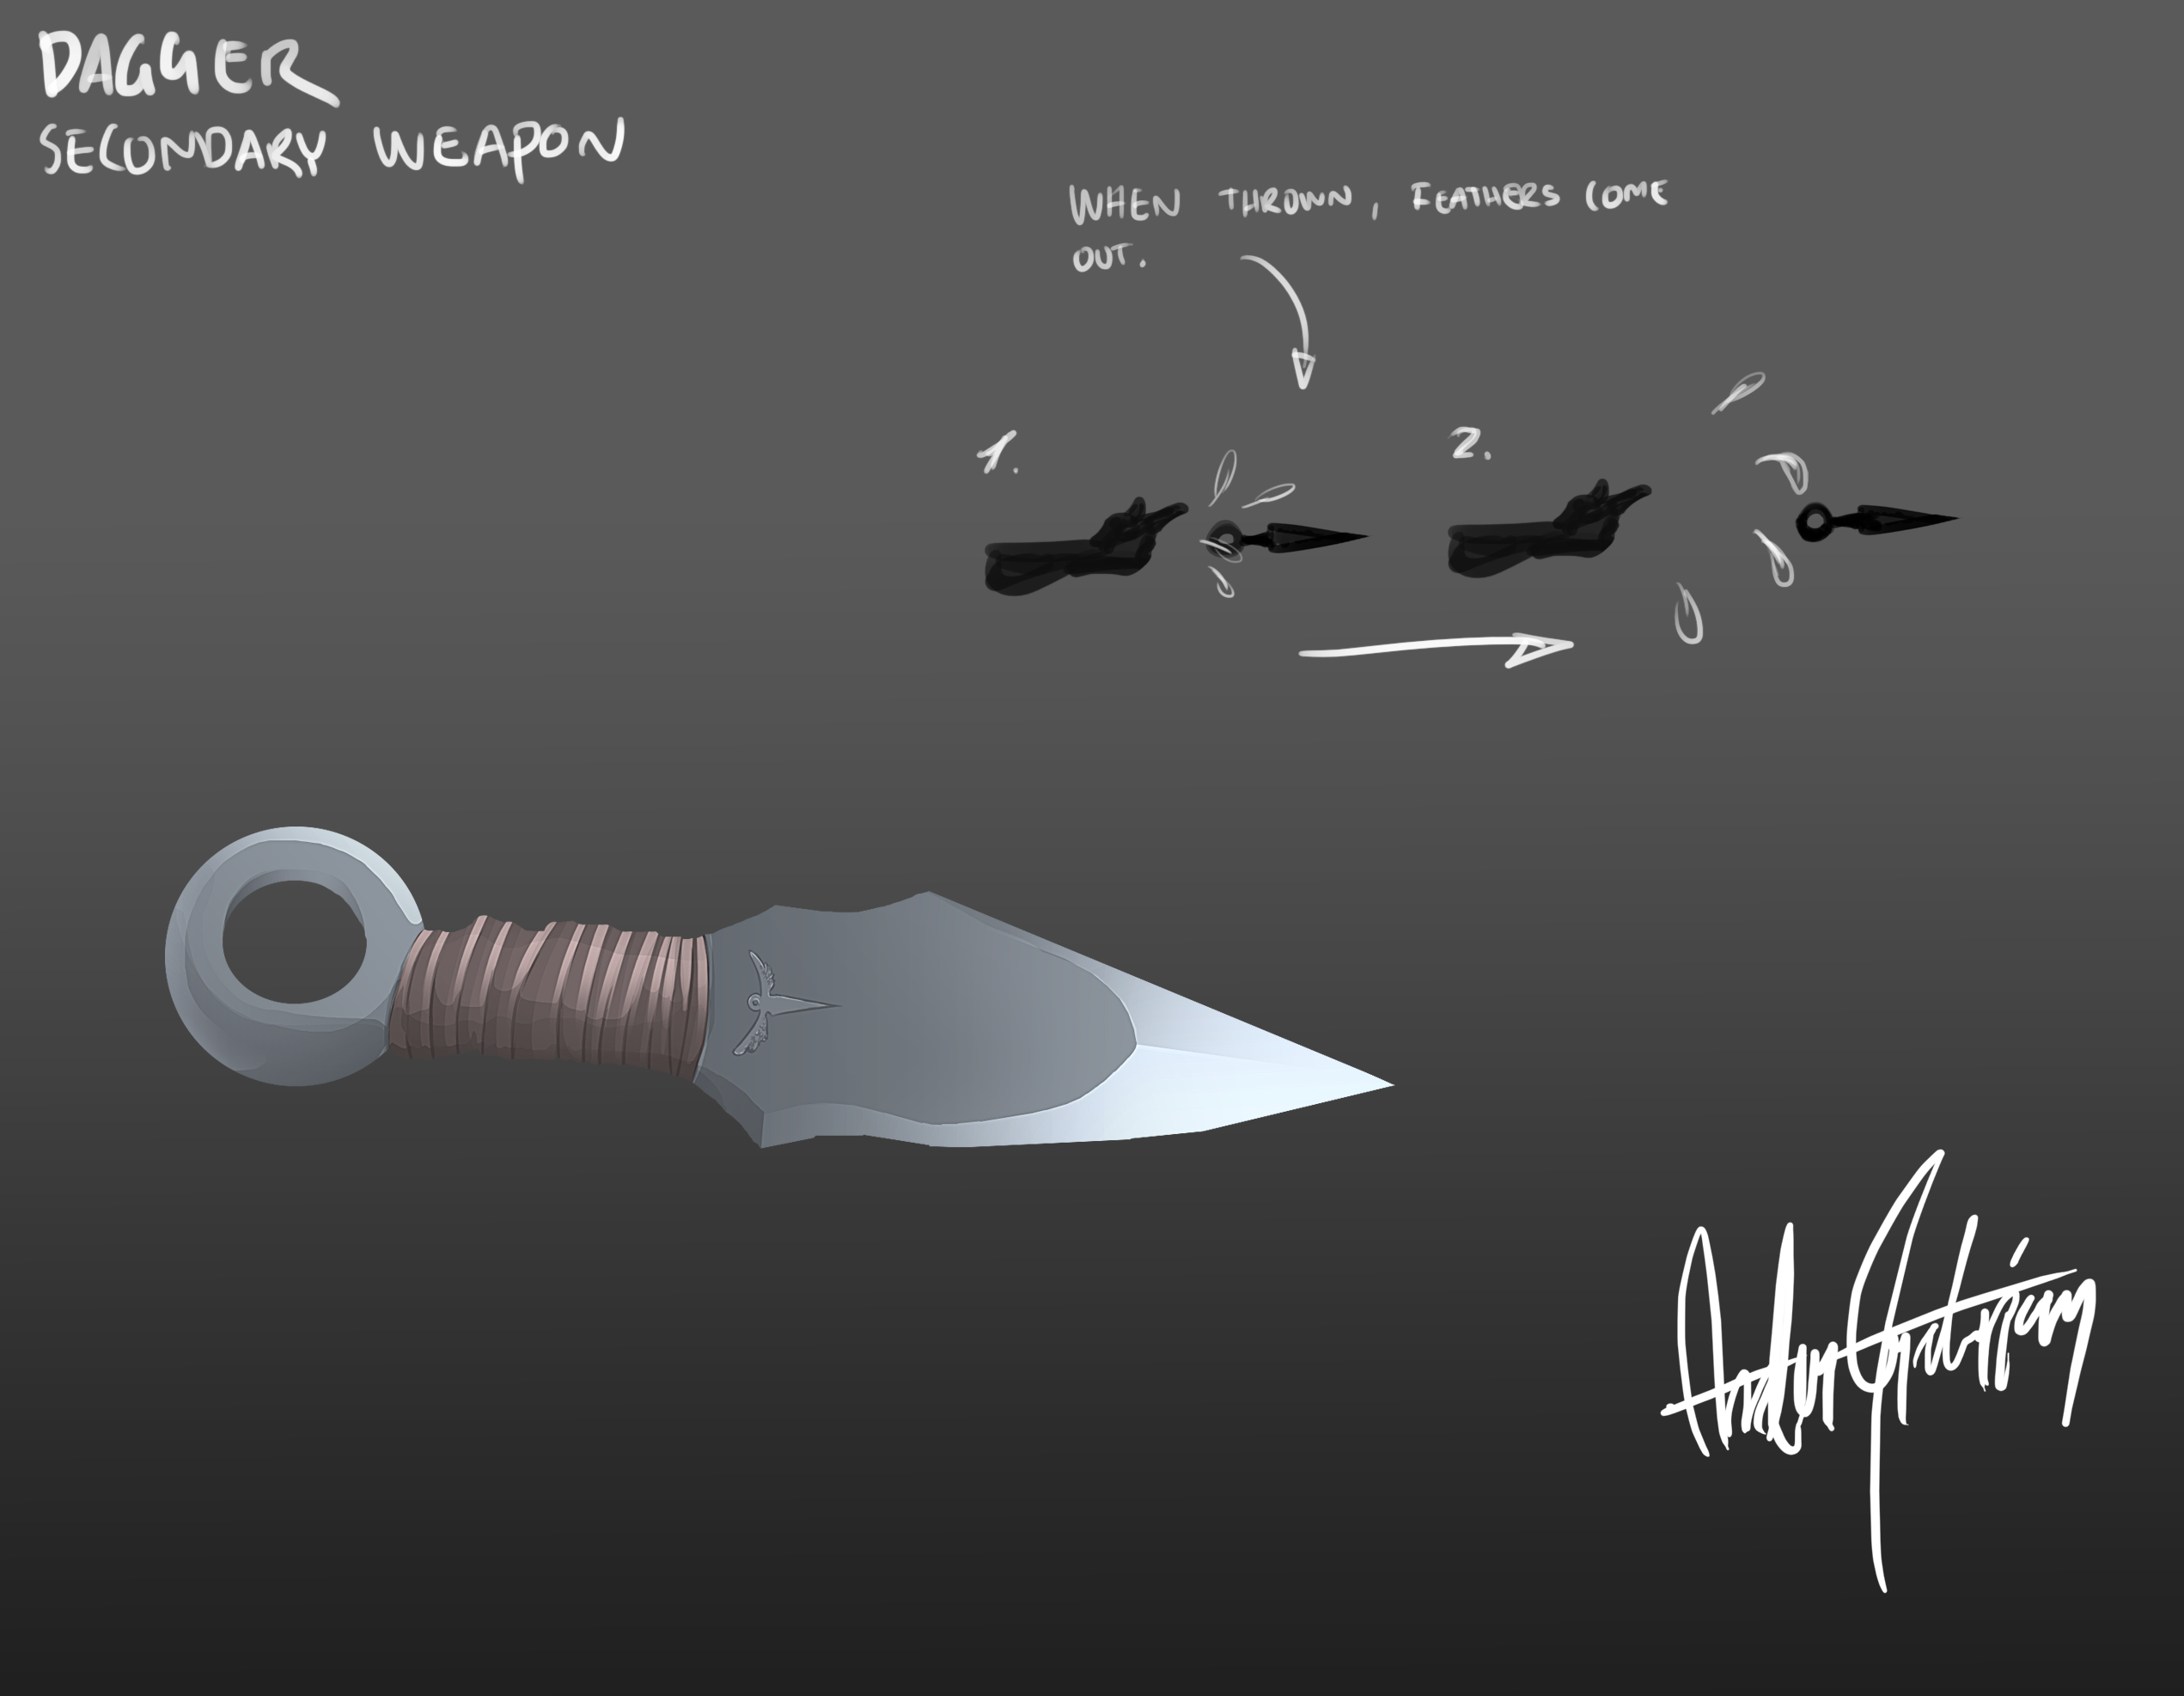 DAGGER
SECONDARY WEAPON
WHEN THROWN, FEATHERS COME
OUT.
1.
2.